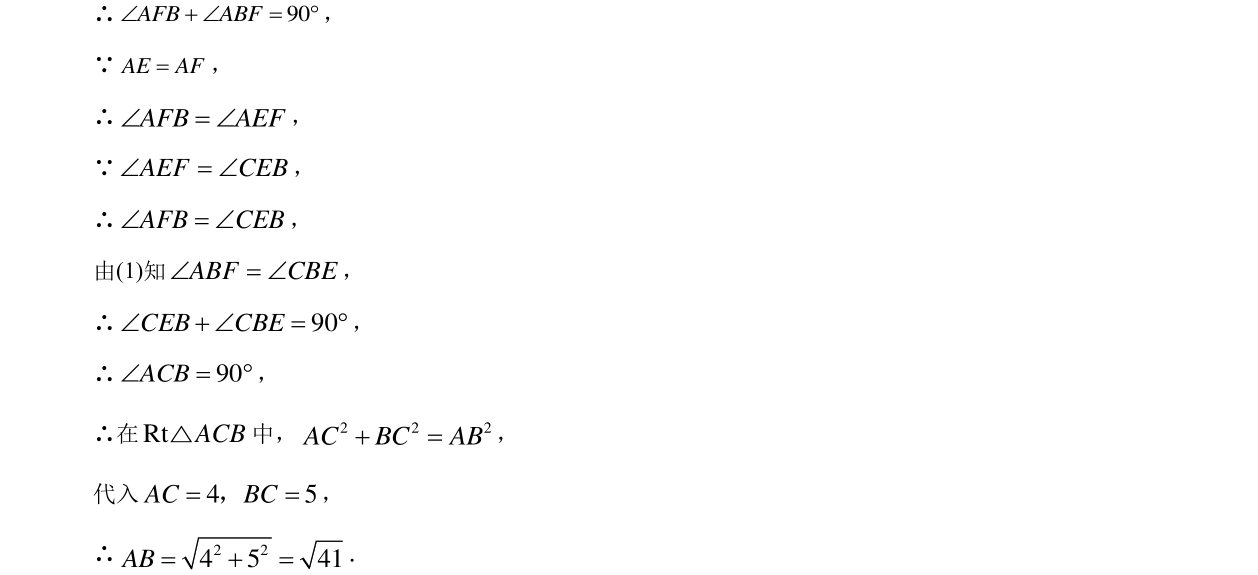 ∴ ∠AFB + ∠ABF = 90°，
∵ AE = AF ，
∴ ∠AFB = ∠AEF ，
∵ ∠AEF = ∠CEB ，
∴ ∠AFB = ∠CEB ，
由(1)知 ∠ABF = ∠CBE ，
∴ ∠CEB + ∠CBE = 90°，
∴ ∠ACB = 90°，
∴在 Rt△ACB 中， AC² + BC² = AB² ，
代入 AC = 4，BC = 5 ，
∴ AB = √(4² + 5²) = √41 .